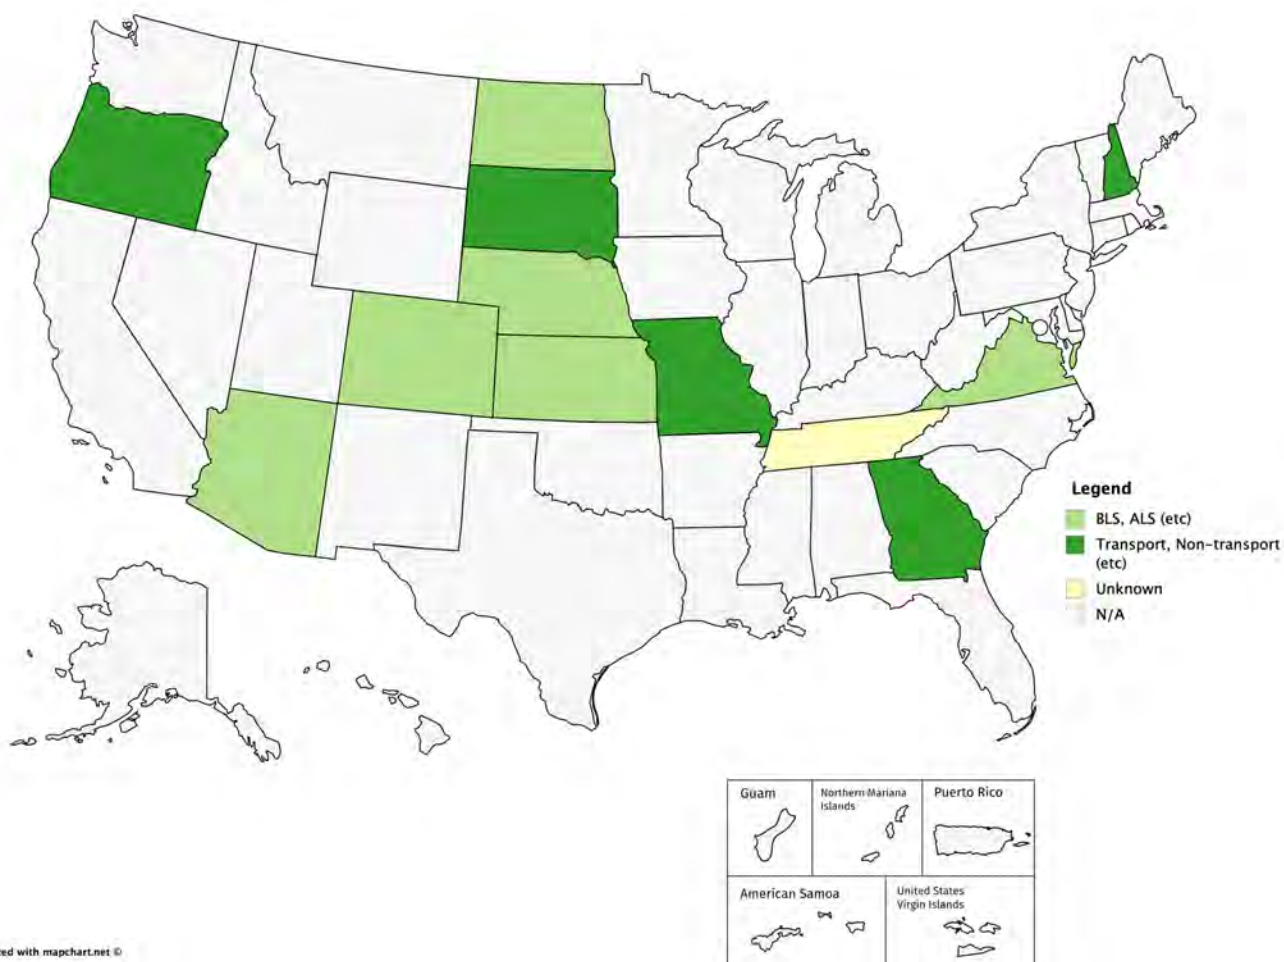 Legend
BLS, ALS (etc)
Transport, Non-transport
(etc)
Unknown
N/A
Guam
Northern Mariana
Islands
Puerto Rico
American Samoa
United States
Virgin Islands
ted with mapchart.net ©